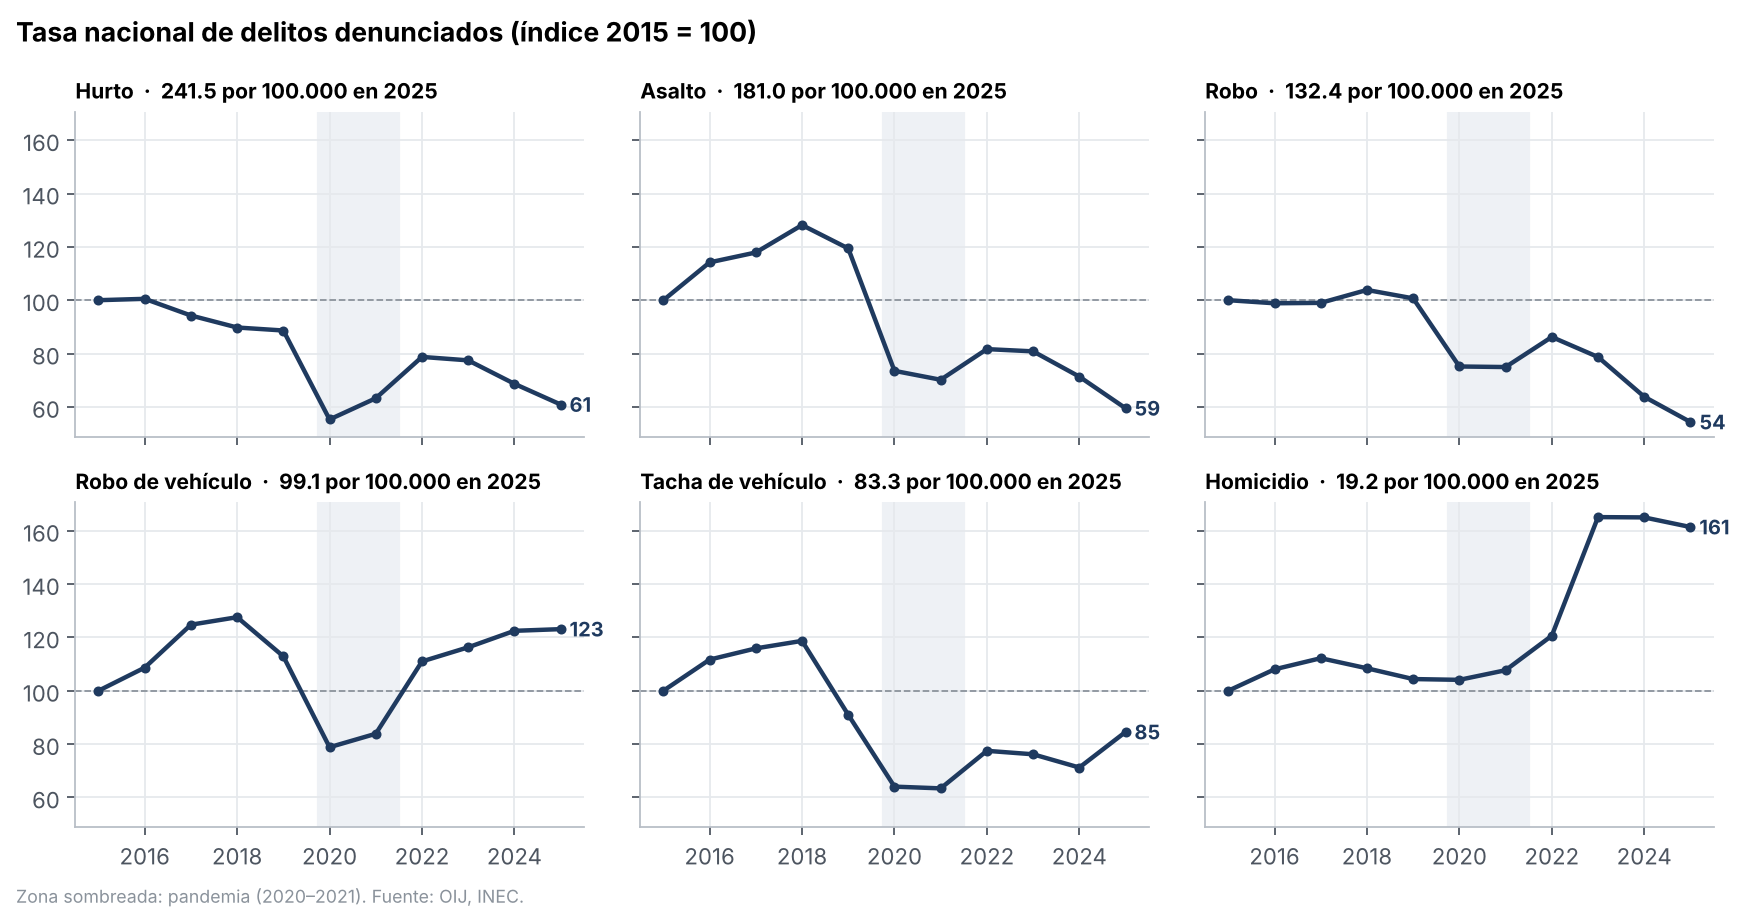 Tasa nacional de delitos denunciados (índice 2015 = 100)
Hurto · 241.5 por 100.000 en 2025
Asalto · 181.0 por 100.000 en 2025
Robo · 132.4 por 100.000 en 2025
160
140
120
100
80
60
61
59
54
Robo de vehículo · 99.1 por 100.000 en 2025
Tacha de vehículo · 83.3 por 100.000 en 2025
Homicidio · 19.2 por 100.000 en 2025
160
140
120
100
80
60
123
85
161
2016 2018 2020 2022 2024
2016 2018 2020 2022 2024
2016 2018 2020 2022 2024
Zona sombreada: pandemia (2020–2021). Fuente: OIJ, INEC.